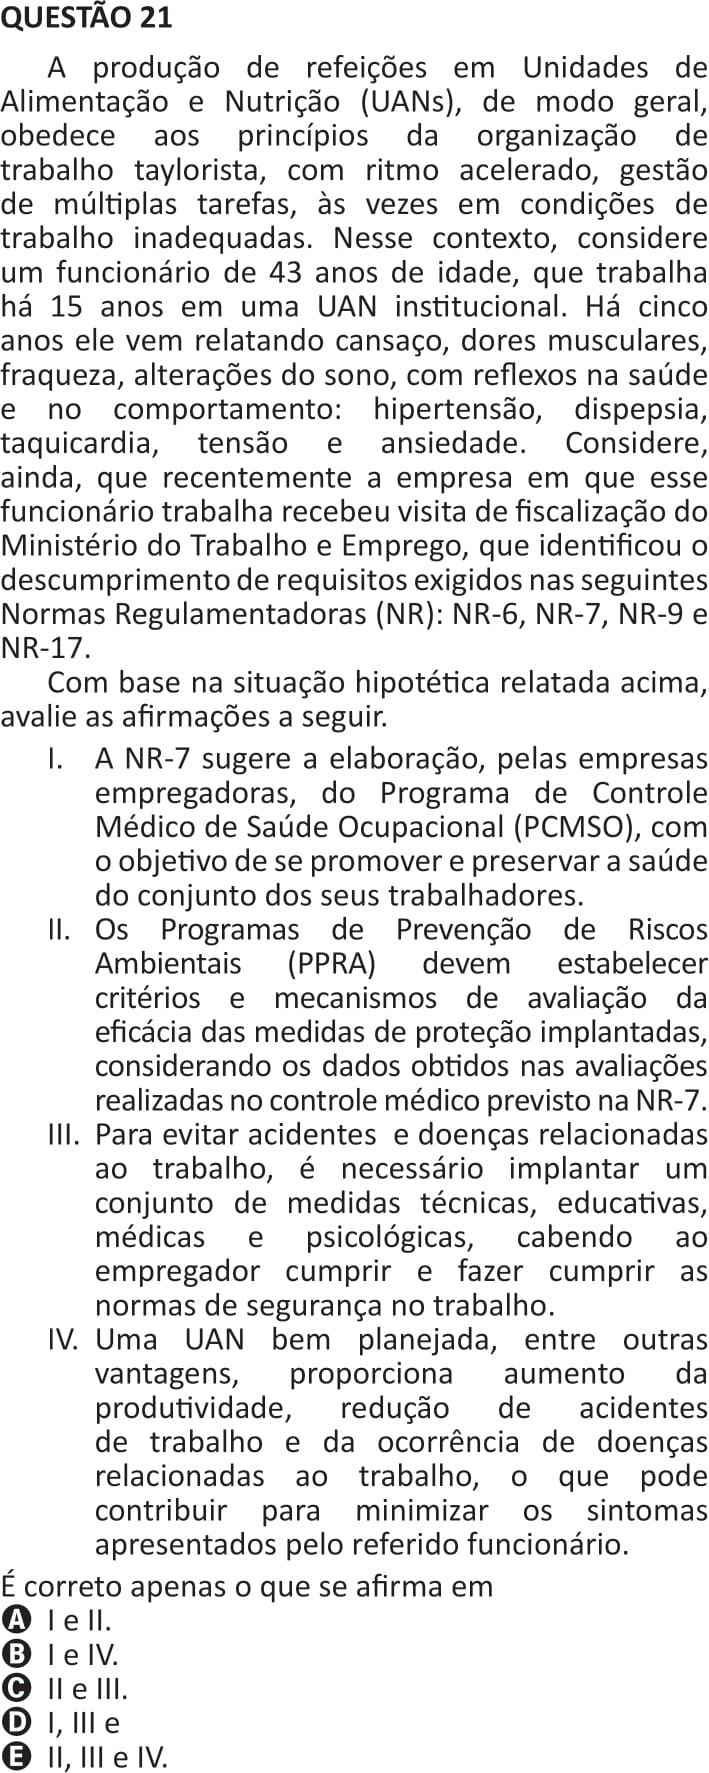 QUESTÃO 21
A produção de refeições em Unidades de
Alimentação e Nutrição (UANs), de modo geral,
obedece aos princípios da organização de
trabalho taylorista, com ritmo acelerado, gestão
de múltiplas tarefas, às vezes em condições de
trabalho inadequadas. Nesse contexto, considere
um funcionário de 43 anos de idade, que trabalha
há 15 anos em uma UAN institucional. Há cinco
anos ele vem relatando cansaço, dores musculares,
fraqueza, alterações do sono, com reflexos na saúde
e no comportamento: hipertensão, dispepsia,
taquicardia, tensão e ansiedade. Considere,
ainda, que recentemente a empresa em que esse
funcionário trabalha recebeu visita de fiscalização do
Ministério do Trabalho e Emprego, que identificou o
descumprimento de requisitos exigidos nas seguintes
Normas Regulamentadoras (NR): NR-6, NR-7, NR-9 e
NR-17.
Com base na situação hipotética relatada acima,
avalie as afirmações a seguir.
I. A NR-7 sugere a elaboração, pelas empresas
empregadoras, do Programa de Controle
Médico de Saúde Ocupacional (PCMSO), com
o objetivo de se promover e preservar a saúde
do conjunto dos seus trabalhadores.
II. Os Programas de Prevenção de Riscos
Ambientais (PPRA) devem estabelecer
critérios e mecanismos de avaliação da
eficácia das medidas de proteção implantadas,
considerando os dados obtidos nas avaliações
realizadas no controle médico previsto na NR-7.
III. Para evitar acidentes e doenças relacionadas
ao trabalho, é necessário implantar um
conjunto de medidas técnicas, educativas,
médicas e psicológicas, cabendo ao
empregador cumprir e fazer cumprir as
normas de segurança no trabalho.
IV. Uma UAN bem planejada, entre outras
vantagens, proporciona aumento da
produtividade, redução de acidentes
de trabalho e da ocorrência de doenças
relacionadas ao trabalho, o que pode
contribuir para minimizar os sintomas
apresentados pelo referido funcionário.
É correto apenas o que se afirma em
A I e II.
B I e IV.
C II e III.
D I, III e
E II, III e IV.